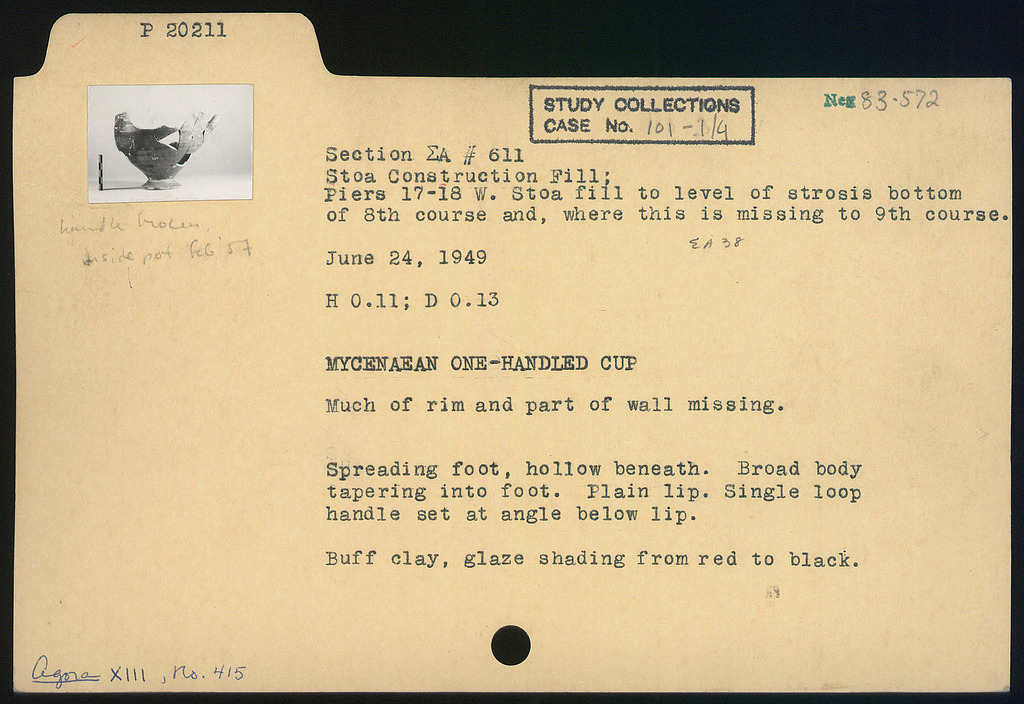 P 20211
STUDY COLLECTIONS
CASE No. 101-1/4
Neg 83-572
Section ΣA # 611
Stoa Construction Fill;
Piers 17-18 W. Stoa fill to level of strosis bottom
of 8th course and, where this is missing to 9th course.
ΣA 38
handle broken,
inside pot Feb '57
June 24, 1949
H 0.11; D 0.13
MYCENAEAN ONE-HANDLED CUP
Much of rim and part of wall missing.
Spreading foot, hollow beneath. Broad body
tapering into foot. Plain lip. Single loop
handle set at angle below lip.
Buff clay, glaze shading from red to black.
Agora XIII, No. 415